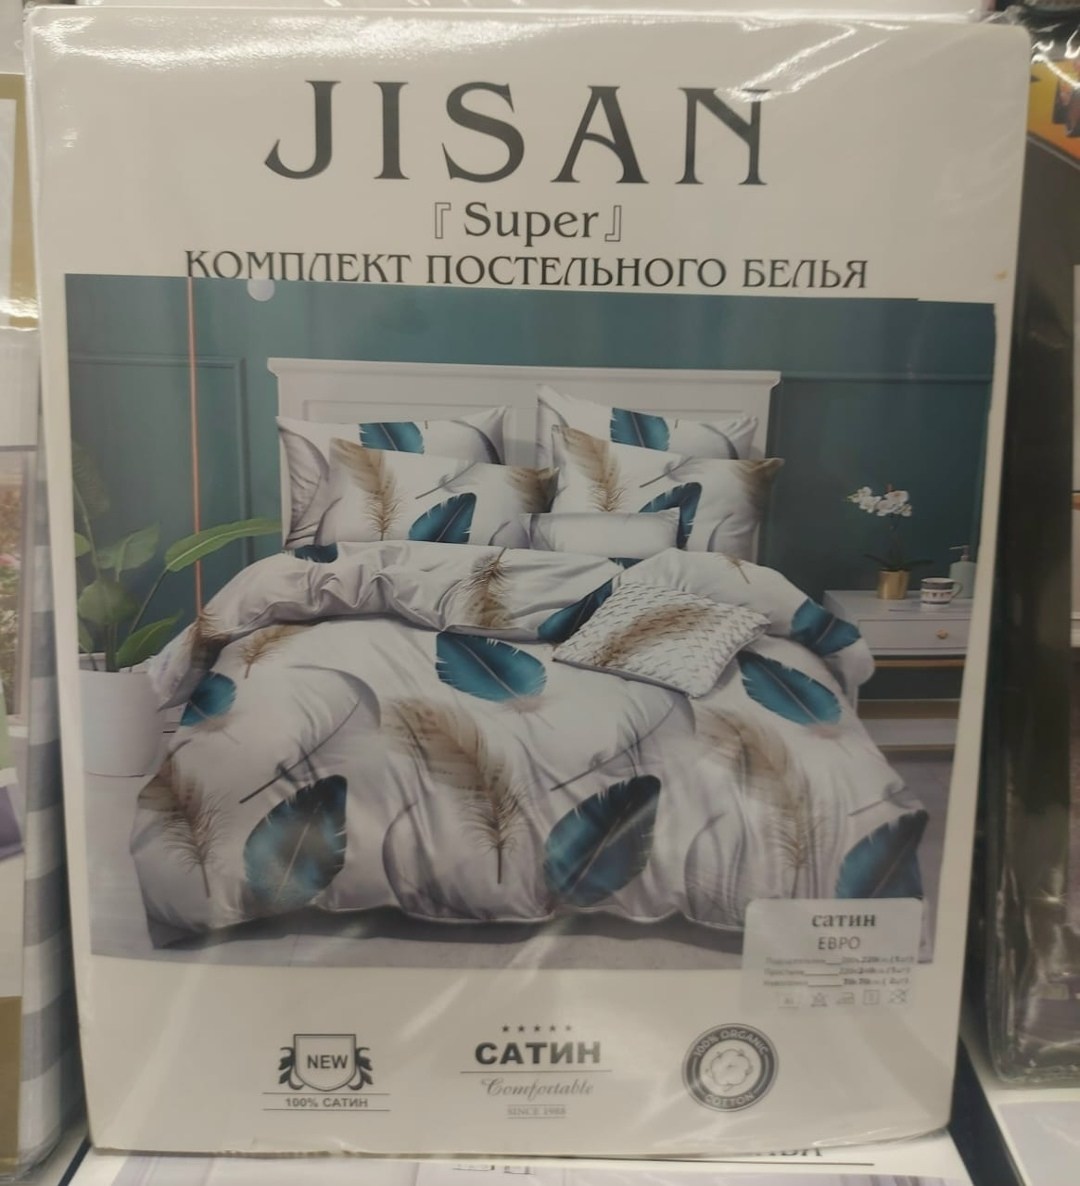 JISAN
『Super』
КОМПЛЕКТ ПОСТЕЛЬНОГО БЕЛЬЯ
сатин
ЕВРО
NEW
100% САТИН
★★★★★
САТИН
Comfortable
SINCE 1988
100% ORGANIC
COTTON